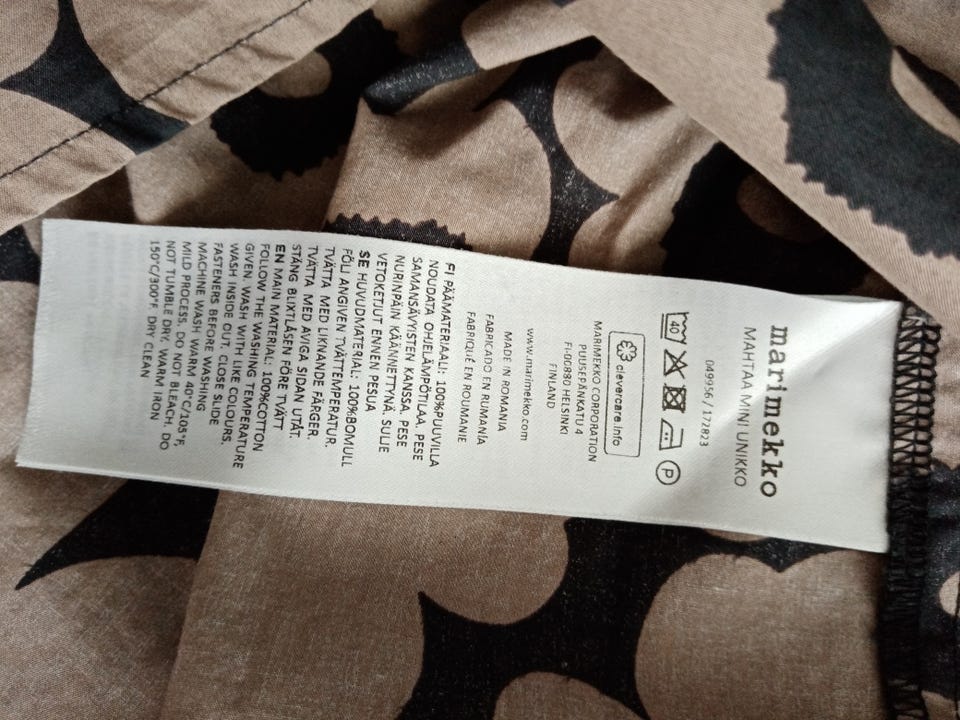 marimekko
MAHTAA MINI UNIKKO
049956 / 172823
40
P
clevercare.info
MARIMEKKO CORPORATION
PUUSEPÄNKATU 4
FI-00880 HELSINKI
FINLAND
www.marimekko.com
MADE IN ROMANIA
FABRICADO EN RUMANÍA
FABRIQUÉ EN ROUMANIE
FI PÄÄMATERIAALI: 100%PUUVILLA
NOUDATA OHJELÄMPÖTILAA. PESE
SAMANSÄVYISTEN KANSSA. PESE
NURINPÄIN KÄÄNNETTYNÄ. SULJE
VETOKETJUT ENNEN PESUA
SE HUVUDMATERIAL: 100%BOMULL
FÖLJ ANGIVEN TVÄTTEMPERATUR.
TVÄTTA MED LIKNANDE FÄRGER.
TVÄTTA MED AVIGA SIDAN UTÅT.
STÄNG BLIXTLÅSEN FÖRE TVÄTT
EN MAIN MATERIAL: 100%COTTON
FOLLOW THE WASHING TEMPERATURE
GIVEN. WASH WITH LIKE COLOURS.
WASH INSIDE OUT. CLOSE SLIDE
FASTENERS BEFORE WASHING
MACHINE WASH WARM 40°C/105°F,
MILD PROCESS. DO NOT BLEACH. DO
NOT TUMBLE DRY. WARM IRON
150°C/300°F. DRY CLEAN